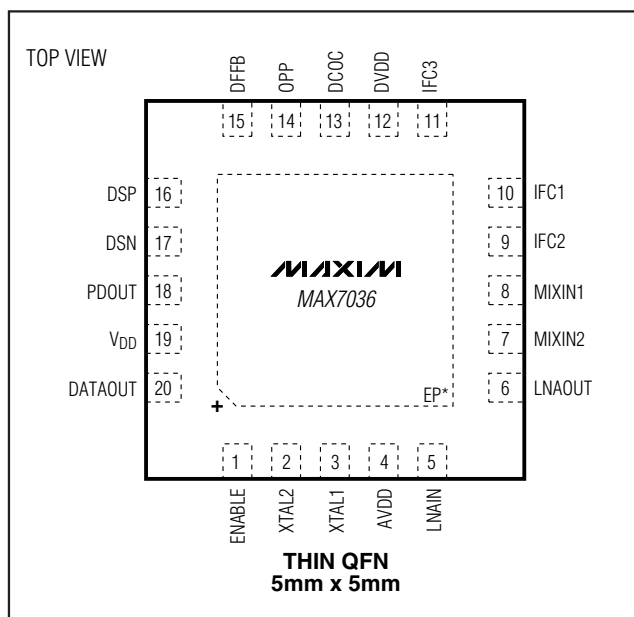 TOP VIEW
DFFB
OPP
DCOC
DVDD
IFC3
15
14
13
12
11
DSP 16
DSN 17
PDOUT 18
VDD 19
DATAOUT 20
10 IFC1
9 IFC2
8 MIXIN1
7 MIXIN2
6 LNAOUT
MAXIM
MAX7036
EP*
+
1
2
3
4
5
ENABLE
XTAL2
XTAL1
AVDD
LNAIN
THIN QFN
5mm x 5mm